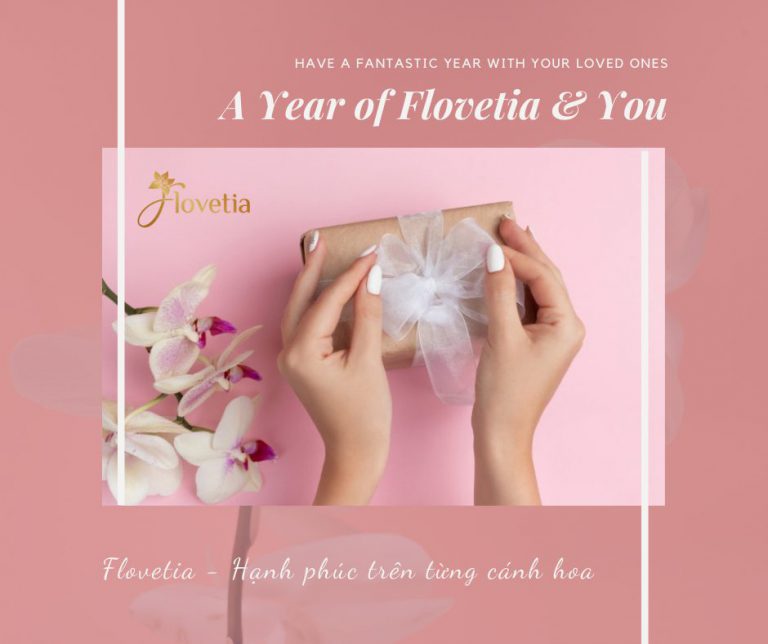 HAVE A FANTASTIC YEAR WITH YOUR LOVED ONES
A Year of Flovetia & You
Flovetia
Flovetia - Hạnh phúc trên từng cánh hoa